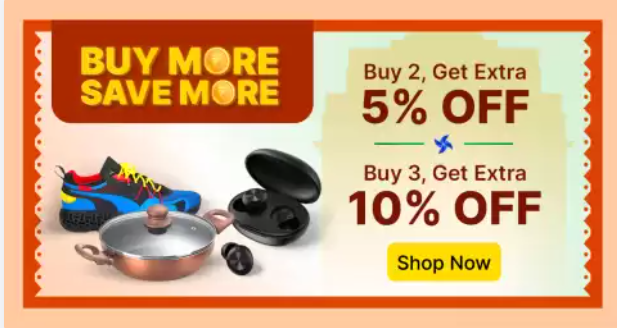 BUY MORE
SAVE MORE
Buy 2, Get Extra
5% OFF
Buy 3, Get Extra
10% OFF
Shop Now